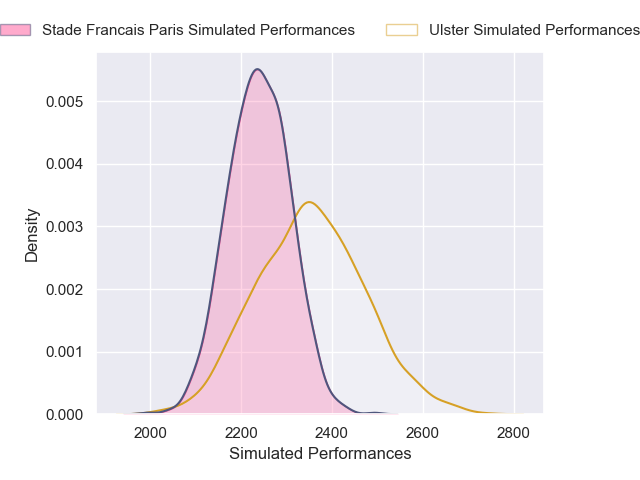 Stade Francais Paris Simulated Performances
Ulster Simulated Performances
0.005
0.004
0.003
0.002
0.001
0.000
Density
2000
2200
2400
2600
2800
Simulated Performances